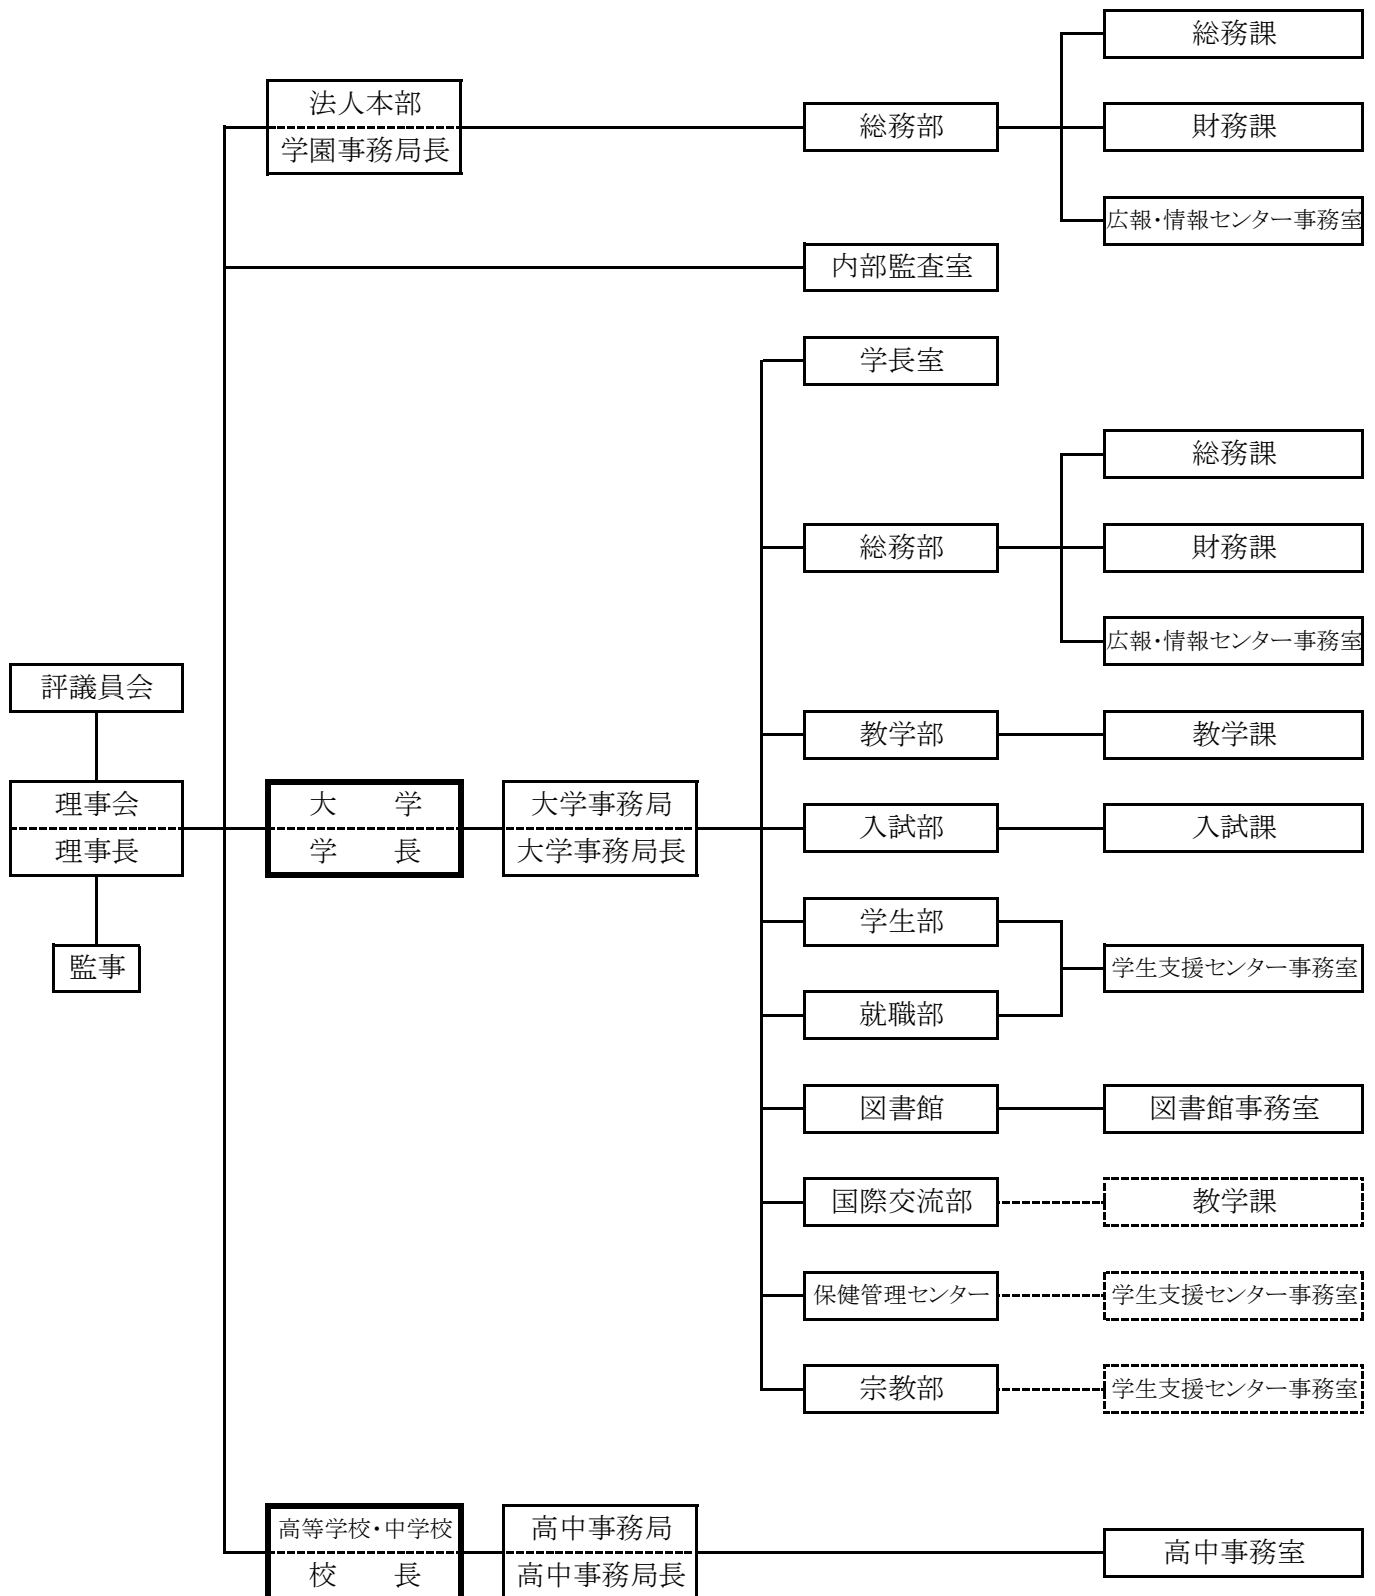 総務課
法人本部
学園事務局長
総務部
財務課
広報・情報センター事務室
内部監査室
学長室
総務課
総務部
財務課
広報・情報センター事務室
評議員会
教学部
教学課
理事会
理事長
大　　学
学　　長
大学事務局
大学事務局長
入試部
入試課
学生部
監事
学生支援センター事務室
就職部
図書館
図書館事務室
国際交流部
教学課
保健管理センター
学生支援センター事務室
宗教部
学生支援センター事務室
高等学校・中学校
校　　長
高中事務局
高中事務局長
高中事務室